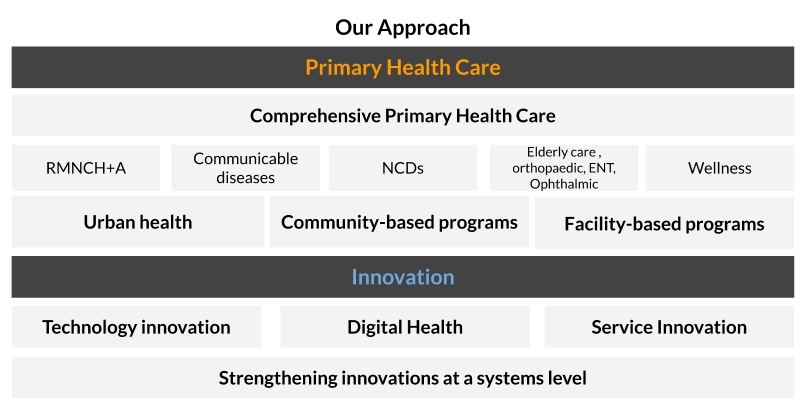 Our Approach
Primary Health Care
Comprehensive Primary Health Care
RMNCH+A
Communicable
diseases
NCDs
Elderly care ,
orthopaedic, ENT,
Ophthalmic
Wellness
Urban health
Community-based programs
Facility-based programs
Innovation
Technology innovation
Digital Health
Service Innovation
Strengthening innovations at a systems level